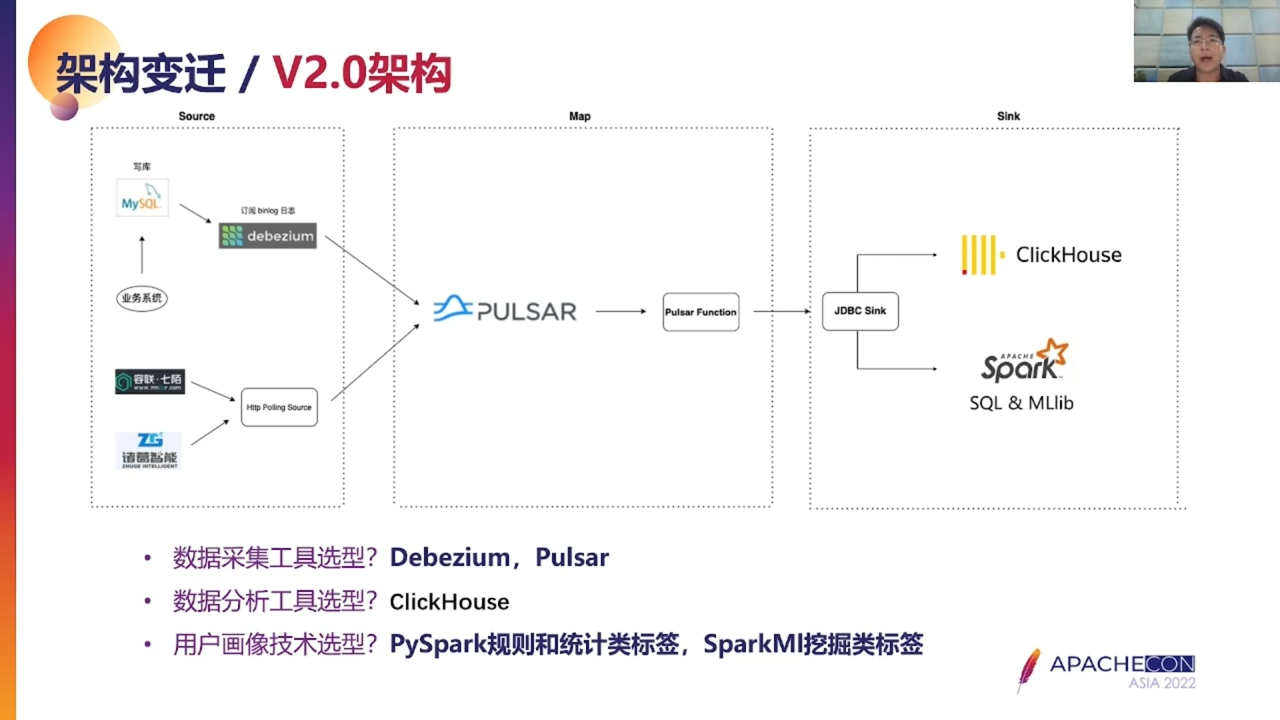 架构变迁 / V2.0架构
Source
Map
Sink
写库
MySQL
订阅 binlog 日志
debezium
业务系统
容联·七陌
Http Polling Source
ZG
诸葛智能
ZHUGE INTELLIGENT
PULSAR
Pulsar Function
JDBC Sink
ClickHouse
APACHE
Spark
SQL & MLlib
• 数据采集工具选型？Debezium，Pulsar
• 数据分析工具选型？ClickHouse
• 用户画像技术选型？PySpark规则和统计类标签，SparkMl挖掘类标签
APACHECON
ASIA 2022